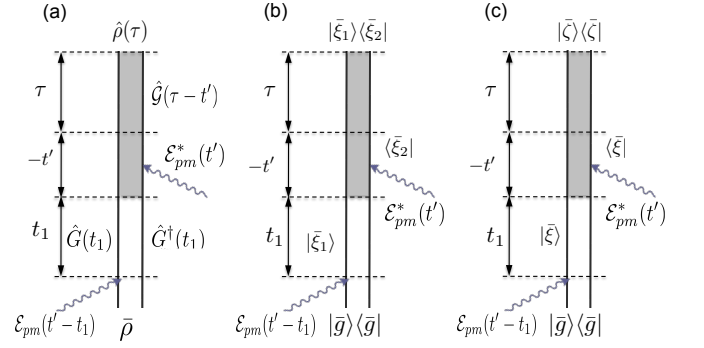 (a)
ρ̂(τ)
τ
𝒢̂(τ − t′)
−t′
ℰ*ₚₘ(t′)
t₁
Ĝ(t₁)
Ĝ†(t₁)
ℰₚₘ(t′ − t₁)
ρ̄
(b)
|ξ̄₁⟩⟨ξ̄₂|
τ
−t′
⟨ξ̄₂|
ℰ*ₚₘ(t′)
t₁
|ξ̄₁⟩
ℰₚₘ(t′ − t₁)
|ḡ⟩⟨ḡ|
(c)
|ζ̄⟩⟨ζ̄|
τ
−t′
⟨ξ̄|
ℰ*ₚₘ(t′)
t₁
|ξ̄⟩
ℰₚₘ(t′ − t₁)
|ḡ⟩⟨ḡ|